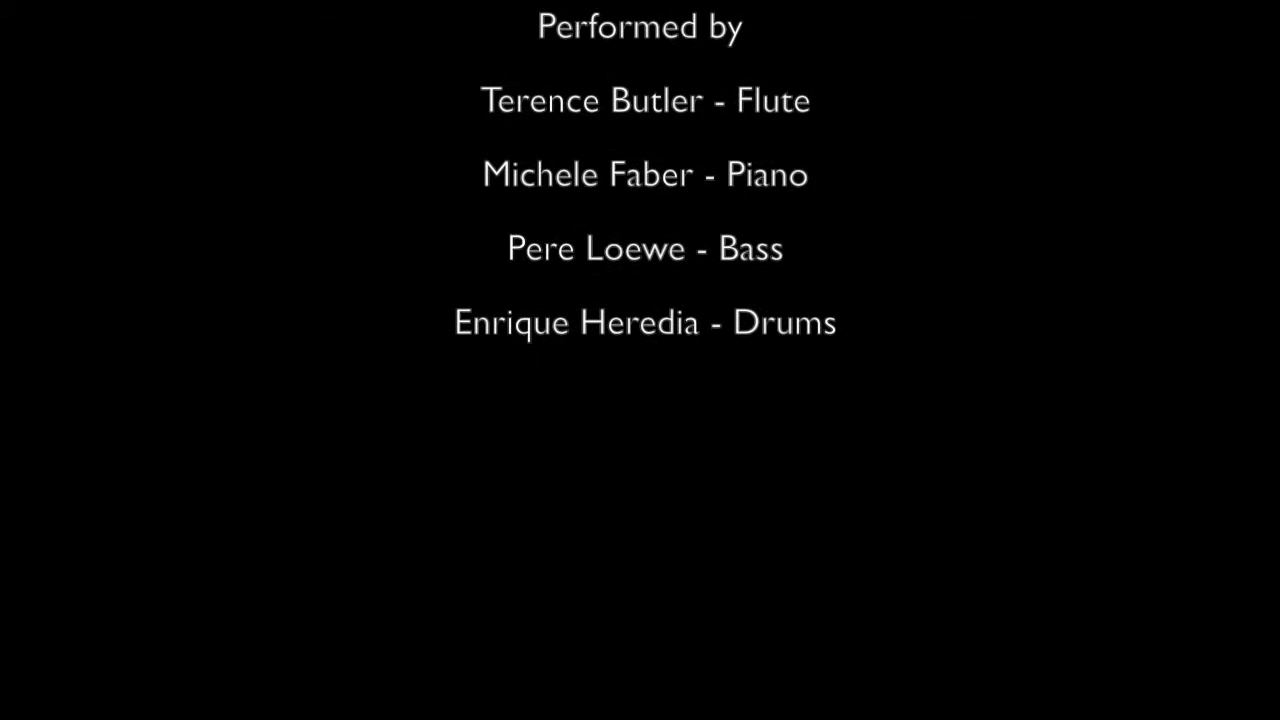 Performed by
Terence Butler - Flute
Michele Faber - Piano
Pere Loewe - Bass
Enrique Heredia - Drums